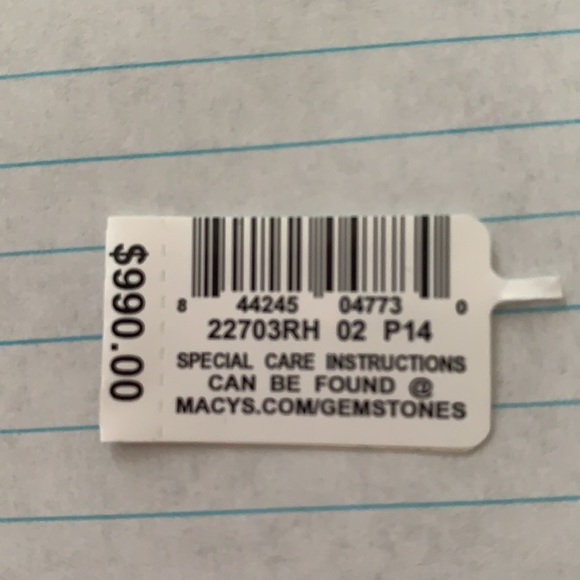 $990.00
8 44245 04773 0
22703RH 02 P14
SPECIAL CARE INSTRUCTIONS
CAN BE FOUND @
MACYS.COM/GEMSTONES